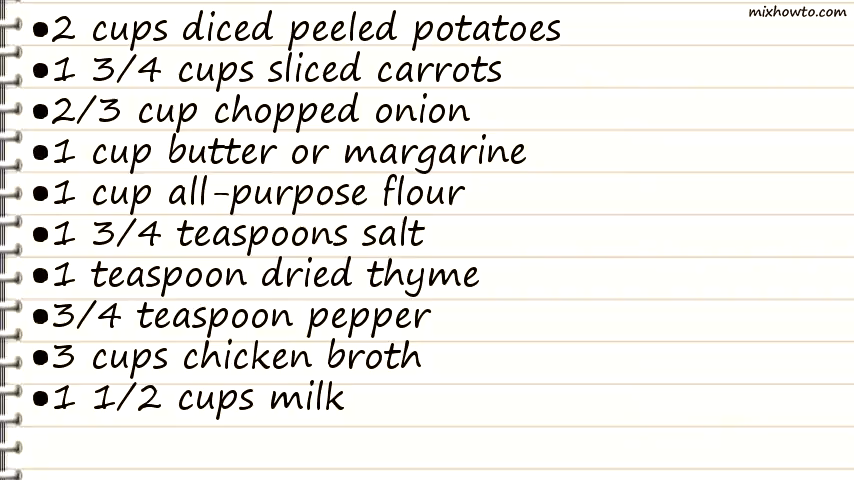 mixhowto.com
•2 cups diced peeled potatoes
•1 3/4 cups sliced carrots
•2/3 cup chopped onion
•1 cup butter or margarine
•1 cup all-purpose flour
•1 3/4 teaspoons salt
•1 teaspoon dried thyme
•3/4 teaspoon pepper
•3 cups chicken broth
•1 1/2 cups milk